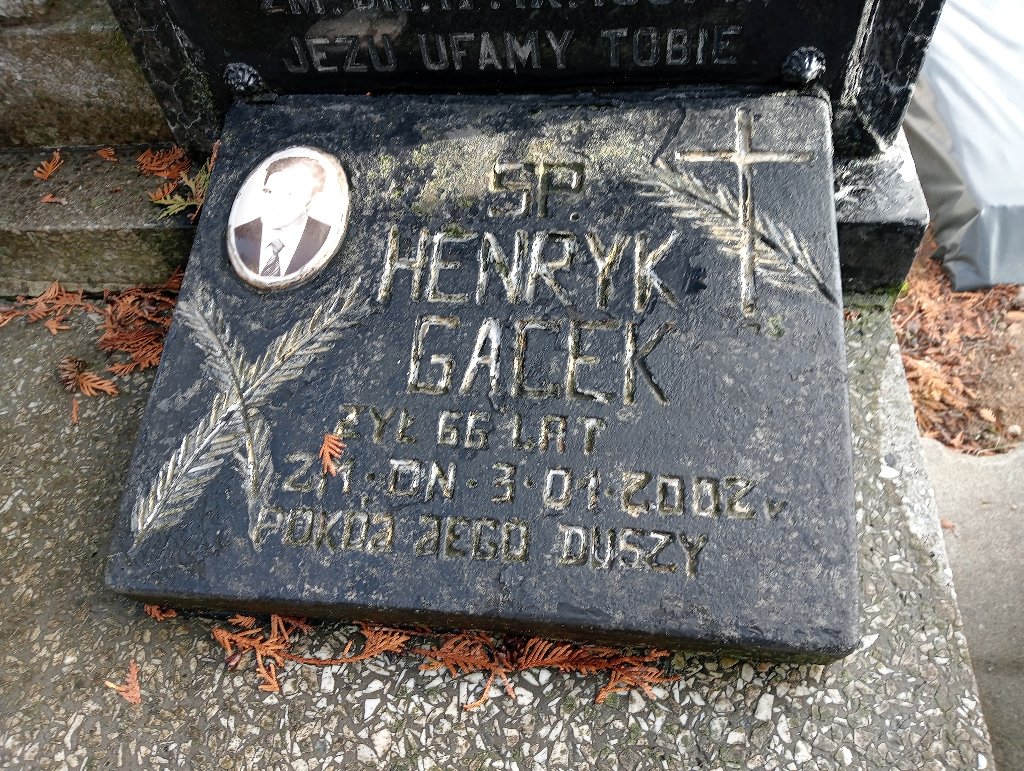 JEZU UFAMY TOBIE
SP.
HENRYK
GACEK
ŻYŁ 66 LAT
ZM. DN. 3.01.2002 r
POKÓJ JEGO DUSZY